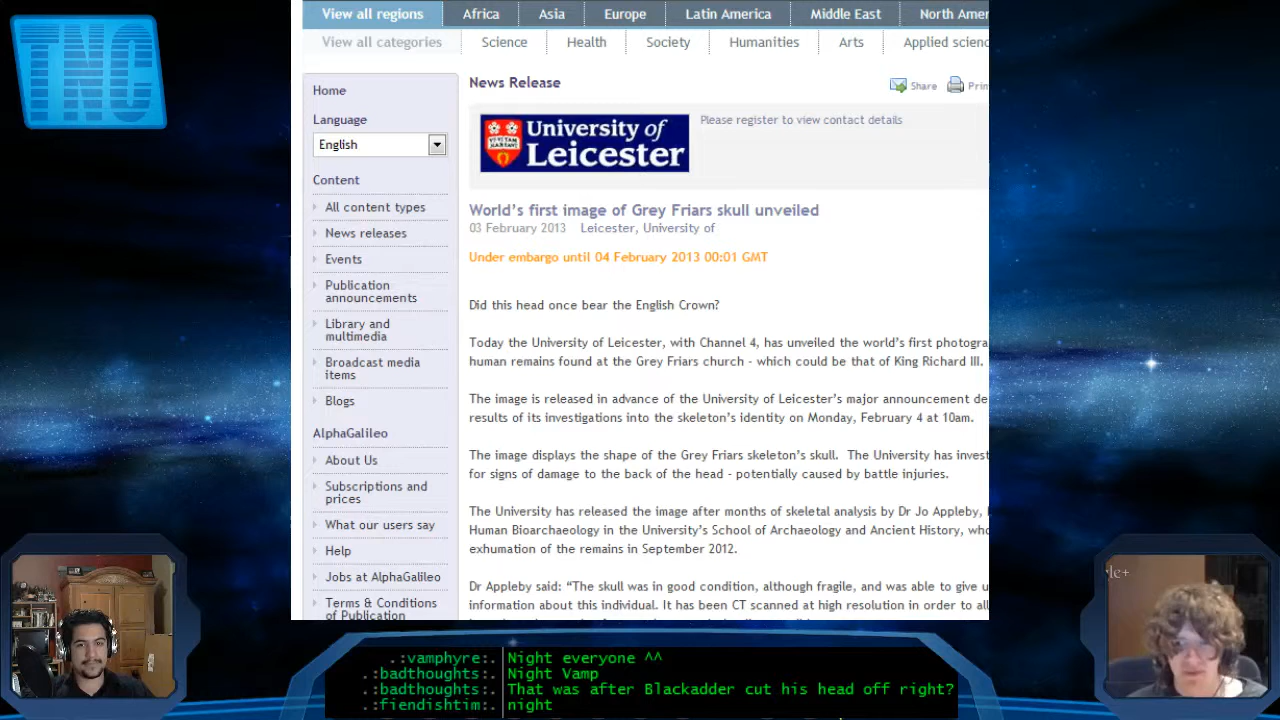 TNC
View all regions Africa Asia Europe Latin America Middle East North Amer
View all categories Science Health Society Humanities Arts Applied scienc
Home
Language
English
Content
All content types
News releases
Events
Publication
announcements
Library and
multimedia
Broadcast media
items
Blogs
AlphaGalileo
About Us
Subscriptions and
prices
What our users say
Help
Jobs at AlphaGalileo
Terms & Conditions
of Publication
News Release
Share Prin
University of
Leicester
Please register to view contact details
World's first image of Grey Friars skull unveiled
03 February 2013 Leicester, University of
Under embargo until 04 February 2013 00:01 GMT
Did this head once bear the English Crown?
Today the University of Leicester, with Channel 4, has unveiled the world's first photogra
human remains found at the Grey Friars church - which could be that of King Richard III.
The image is released in advance of the University of Leicester's major announcement de
results of its investigations into the skeleton's identity on Monday, February 4 at 10am.
The image displays the shape of the Grey Friars skeleton's skull. The University has invest
for signs of damage to the back of the head - potentially caused by battle injuries.
The University has released the image after months of skeletal analysis by Dr Jo Appleby, L
Human Bioarchaeology in the University's School of Archaeology and Ancient History, who
exhumation of the remains in September 2012.
Dr Appleby said: "The skull was in good condition, although fragile, and was able to give u
information about this individual. It has been CT scanned at high resolution in order to all
le+
.:vamphyre:. Night everyone ^^
.:badthoughts:. Night Vamp
.:badthoughts:. That was after Blackadder cut his head off right?
.:fiendishtim:. night